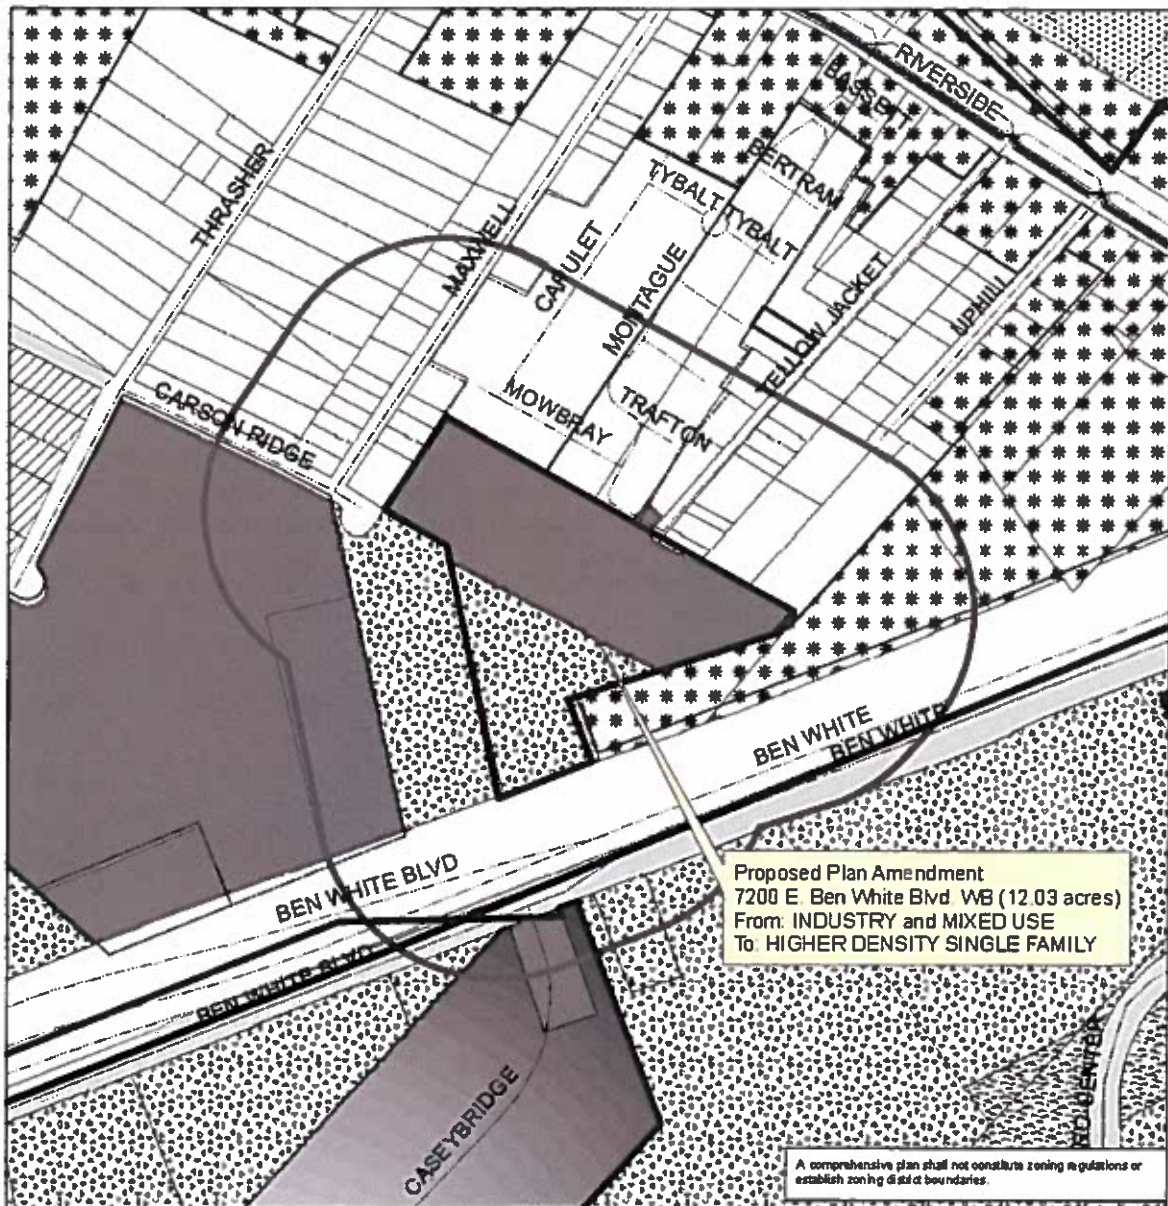 RIVERSIDE
BASSETT
BERTRAM
THRASHER
TYBALT
TYBALT
MAXWELL
CAPULET
MONTAGUE
YELLOW JACKET
UPHILL
CARSON RIDGE
MOWBRAY
TRAFTON
BEN WHITE
BEN WHITE
Proposed Plan Amendment
7200 E. Ben White Blvd. WB (12.03 acres)
From: INDUSTRY and MIXED USE
To: HIGHER DENSITY SINGLE FAMILY
BEN WHITE BLVD
BEN WHITE BLVD
CASEYBRIDGE
CENTER
A comprehensive plan shall not constitute zoning regulations or
establish zoning district boundaries.